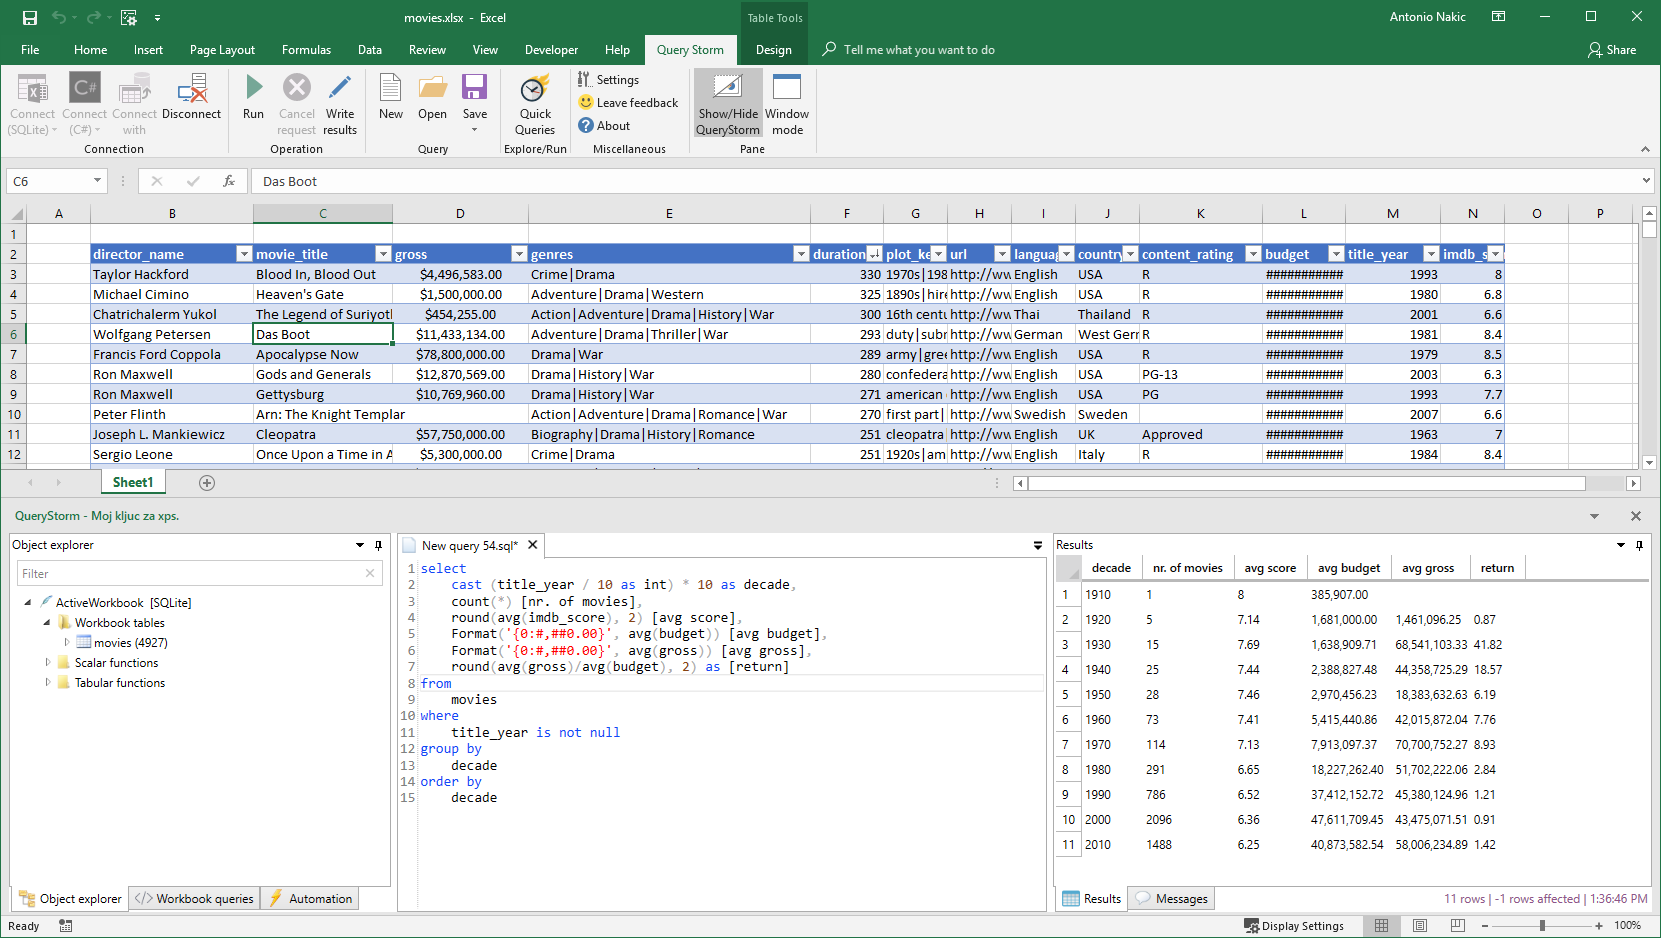 movies.xlsx - Excel
Table Tools
Antonio Nakic
File Home Insert Page Layout Formulas Data Review View Developer Help Query Storm Design Tell me what you want to do Share
Connect (SQLite)
Connect (C#)
Connect with
Disconnect
Connection
Run
Cancel request
Write results
Operation
New
Open
Save
Query
Quick Queries
Explore/Run
Settings
Leave feedback
About
Miscellaneous
Show/Hide QueryStorm
Window mode
Pane
C6 fx Das Boot
A B C D E F G H I J K L M N O P
1
2 director_name movie_title gross genres duration plot_ke url languag country content_rating budget title_year imdb_s
3 Taylor Hackford Blood In, Blood Out $4,496,583.00 Crime|Drama 330 1970s|198 http://ww English USA R ########### 1993 8
4 Michael Cimino Heaven's Gate $1,500,000.00 Adventure|Drama|Western 325 1890s|hire http://ww English USA R ########### 1980 6.8
5 Chatrichalerm Yukol The Legend of Suriyotl $454,255.00 Action|Adventure|Drama|History|War 300 16th centu http://ww Thai Thailand R ########### 2001 6.6
6 Wolfgang Petersen Das Boot $11,433,134.00 Adventure|Drama|Thriller|War 293 duty|subr http://ww German West Gerr R ########### 1981 8.4
7 Francis Ford Coppola Apocalypse Now $78,800,000.00 Drama|War 289 army|gree http://ww English USA R ########### 1979 8.5
8 Ron Maxwell Gods and Generals $12,870,569.00 Drama|History|War 280 confedera http://ww English USA PG-13 ########### 2003 6.3
9 Ron Maxwell Gettysburg $10,769,960.00 Drama|History|War 271 american http://ww English USA PG ########### 1993 7.7
10 Peter Flinth Arn: The Knight Templar Action|Adventure|Drama|Romance|War 270 first part| http://ww Swedish Sweden ########### 2007 6.6
11 Joseph L. Mankiewicz Cleopatra $57,750,000.00 Biography|Drama|History|Romance 251 cleopatra http://ww English UK Approved ########### 1963 7
12 Sergio Leone Once Upon a Time in A $5,300,000.00 Crime|Drama 251 1920s|am http://ww English Italy R ########### 1984 8.4
Sheet1
QueryStorm - Moj kljuc za xps.
Object explorer
Filter
ActiveWorkbook [SQLite]
Workbook tables
movies (4927)
Scalar functions
Tabular functions
Object explorer Workbook queries Automation
New query 54.sql*
1 select
2 cast (title_year / 10 as int) * 10 as decade,
3 count(*) [nr. of movies],
4 round(avg(imdb_score), 2) [avg score],
5 Format('{0:#,##0.00}', avg(budget)) [avg budget],
6 Format('{0:#,##0.00}', avg(gross)) [avg gross],
7 round(avg(gross)/avg(budget), 2) as [return]
8 from
9 movies
10 where
11 title_year is not null
12 group by
13 decade
14 order by
15 decade
Results
decade nr. of movies avg score avg budget avg gross return
1 1910 1 8 385,907.00
2 1920 5 7.14 1,681,000.00 1,461,096.25 0.87
3 1930 15 7.69 1,638,909.71 68,541,103.33 41.82
4 1940 25 7.44 2,388,827.48 44,358,725.29 18.57
5 1950 28 7.46 2,970,456.23 18,383,632.63 6.19
6 1960 73 7.41 5,415,440.86 42,015,872.04 7.76
7 1970 114 7.13 7,913,097.37 70,700,752.27 8.93
8 1980 291 6.65 18,227,262.40 51,702,222.06 2.84
9 1990 786 6.52 37,412,152.72 45,380,124.96 1.21
10 2000 2096 6.36 47,611,709.45 43,475,071.51 0.91
11 2010 1488 6.25 40,873,582.54 58,006,234.89 1.42
Results Messages 11 rows | -1 rows affected | 1:36:46 PM
Ready Display Settings 100%